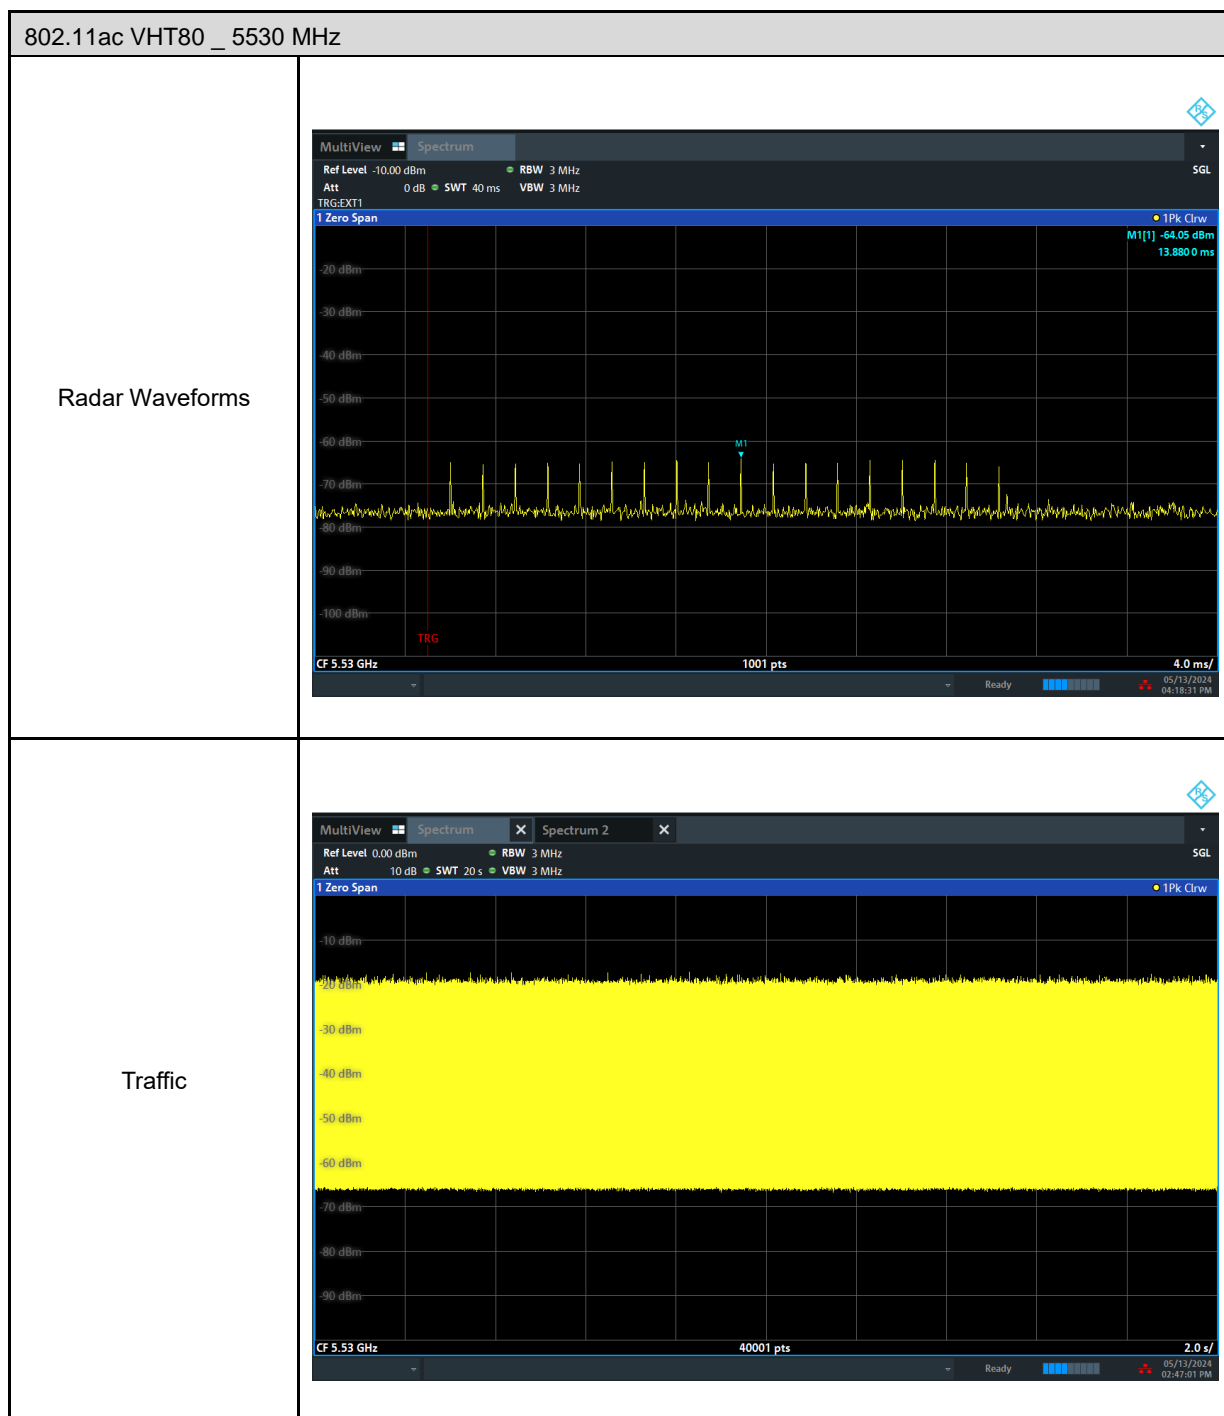 802.11ac VHT80 _ 5530 MHz
Radar Waveforms
R S
MultiView Spectrum
Ref Level -10.00 dBm RBW 3 MHz SGL
Att 0 dB SWT 40 ms VBW 3 MHz
TRG:EXT1
1 Zero Span 1Pk Clrw
M1[1] -64.05 dBm
13.880 0 ms
-20 dBm
-30 dBm
-40 dBm
-50 dBm
-60 dBm
M1
-70 dBm
-80 dBm
-90 dBm
-100 dBm
TRG
CF 5.53 GHz 1001 pts 4.0 ms/
Ready 05/13/2024
04:18:31 PM
Traffic
R S
MultiView Spectrum X Spectrum 2 X
Ref Level 0.00 dBm RBW 3 MHz SGL
Att 10 dB SWT 20 s VBW 3 MHz
1 Zero Span 1Pk Clrw
-10 dBm
-20 dBm
-30 dBm
-40 dBm
-50 dBm
-60 dBm
-70 dBm
-80 dBm
-90 dBm
CF 5.53 GHz 40001 pts 2.0 s/
Ready 05/13/2024
02:47:01 PM